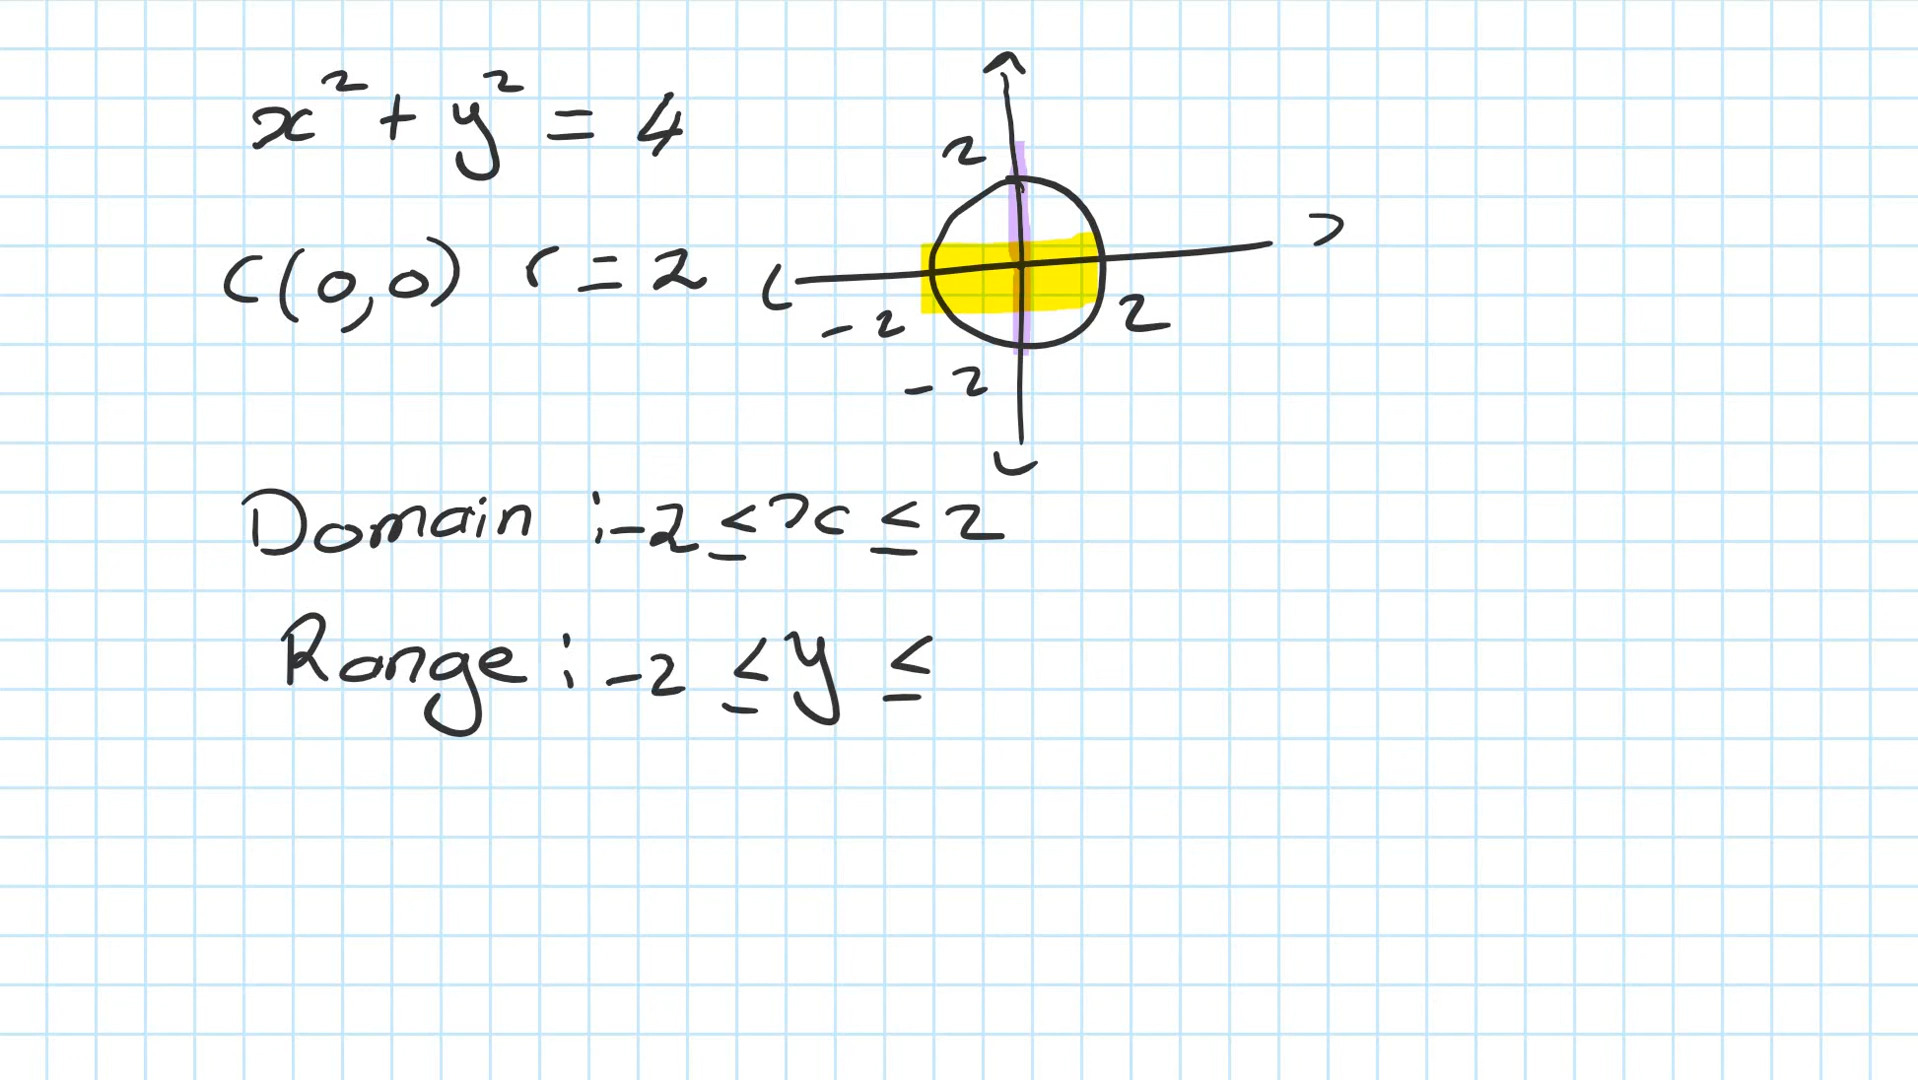 x² + y² = 4
C(0,0) r = 2
2
-2
2
-2
Domain : -2 ≤ x ≤ 2
Range : -2 ≤ y ≤